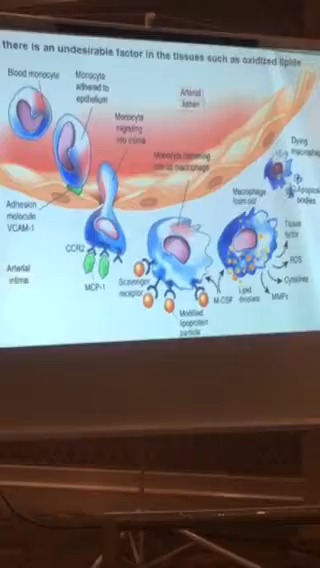 there is an undesirable factor in the tissues such as oxidized lipids
Blood monocyte
Monocyte
adhered to
epithelium
Arterial
lumen
Monocyte
migrating
into intima
Monocyte
macrophage
Dying
macrophage
Apoptotic
bodies
Macrophage
foam cell
Adhesion
molecule
VCAM-1
Tissue
factor
CCR2
ROS
Arterial
intima
MCP-1
Scavenger
receptor
Cytokines
M-CSF
Lipid
droplets
MMPs
Modified
lipoprotein
particle